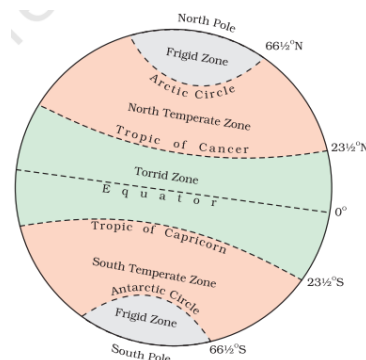 North Pole
66½°N
Frigid Zone
Arctic Circle
North Temperate Zone
Tropic of Cancer
23½°N
Torrid Zone
Equator
0°
Tropic of Capricorn
South Temperate Zone
23½°S
Antarctic Circle
Frigid Zone
66½°S
South Pole